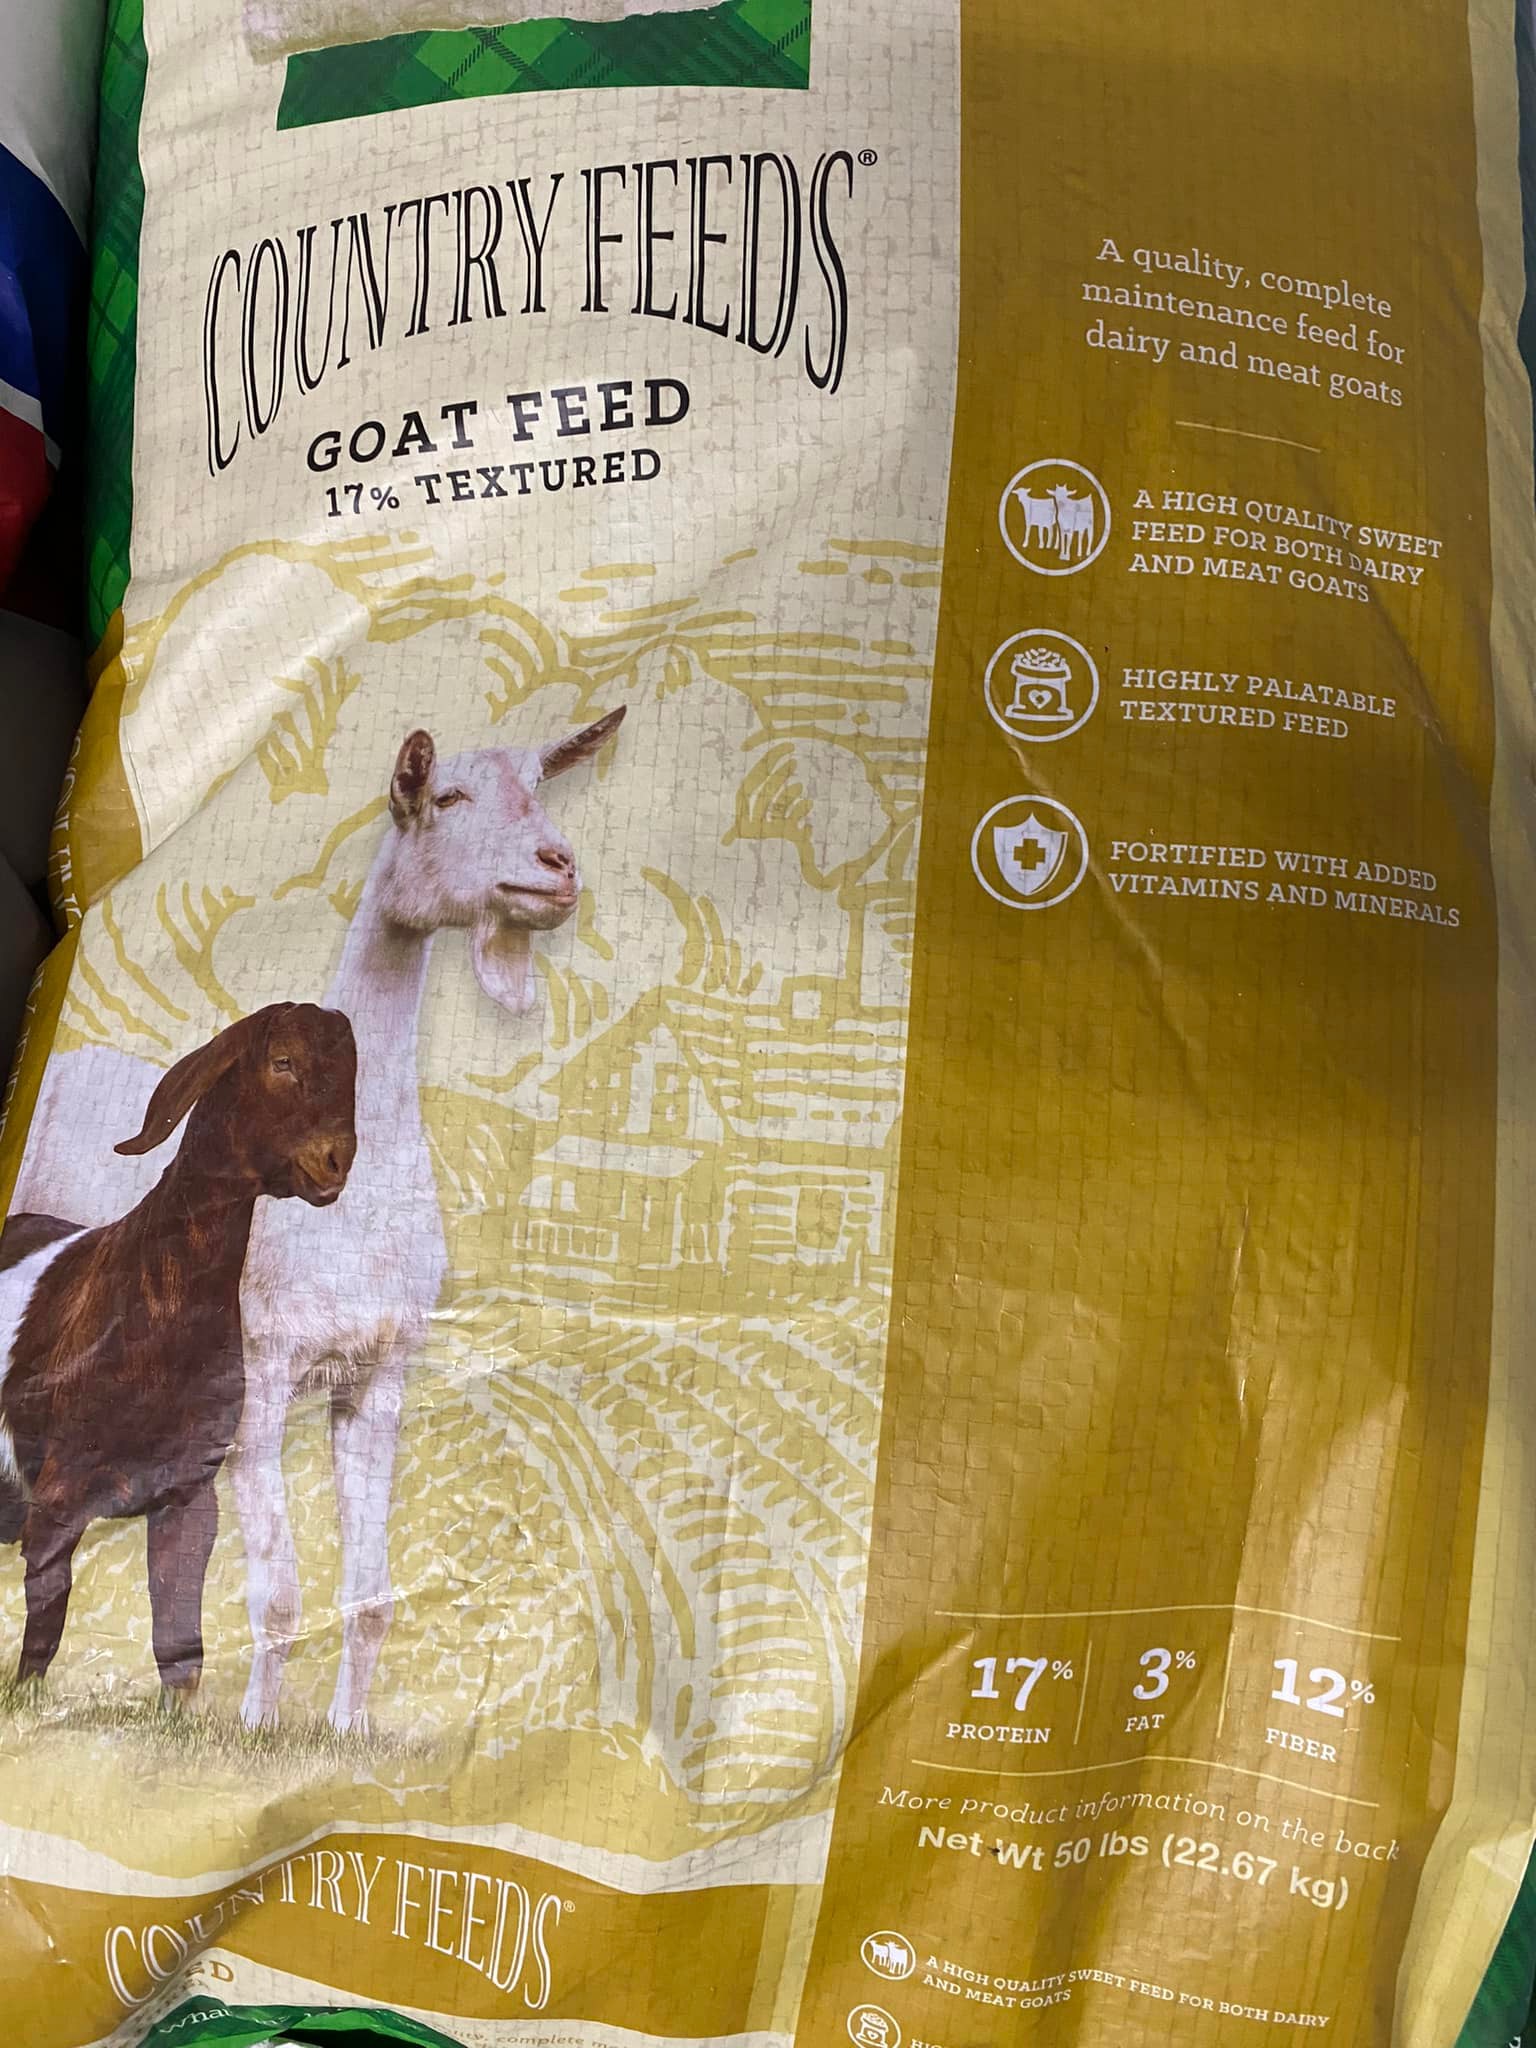 COUNTRY FEEDS®
GOAT FEED
17% TEXTURED
A quality, complete
maintenance feed for
dairy and meat goats
A HIGH QUALITY SWEET
FEED FOR BOTH DAIRY
AND MEAT GOATS
HIGHLY PALATABLE
TEXTURED FEED
FORTIFIED WITH ADDED
VITAMINS AND MINERALS
17% 3% 12%
PROTEIN FAT FIBER
More product information on the back
Net Wt 50 lbs (22.67 kg)
COUNTRY FEEDS®
A HIGH QUALITY SWEET FEED FOR BOTH DAIRY
AND MEAT GOATS
complete